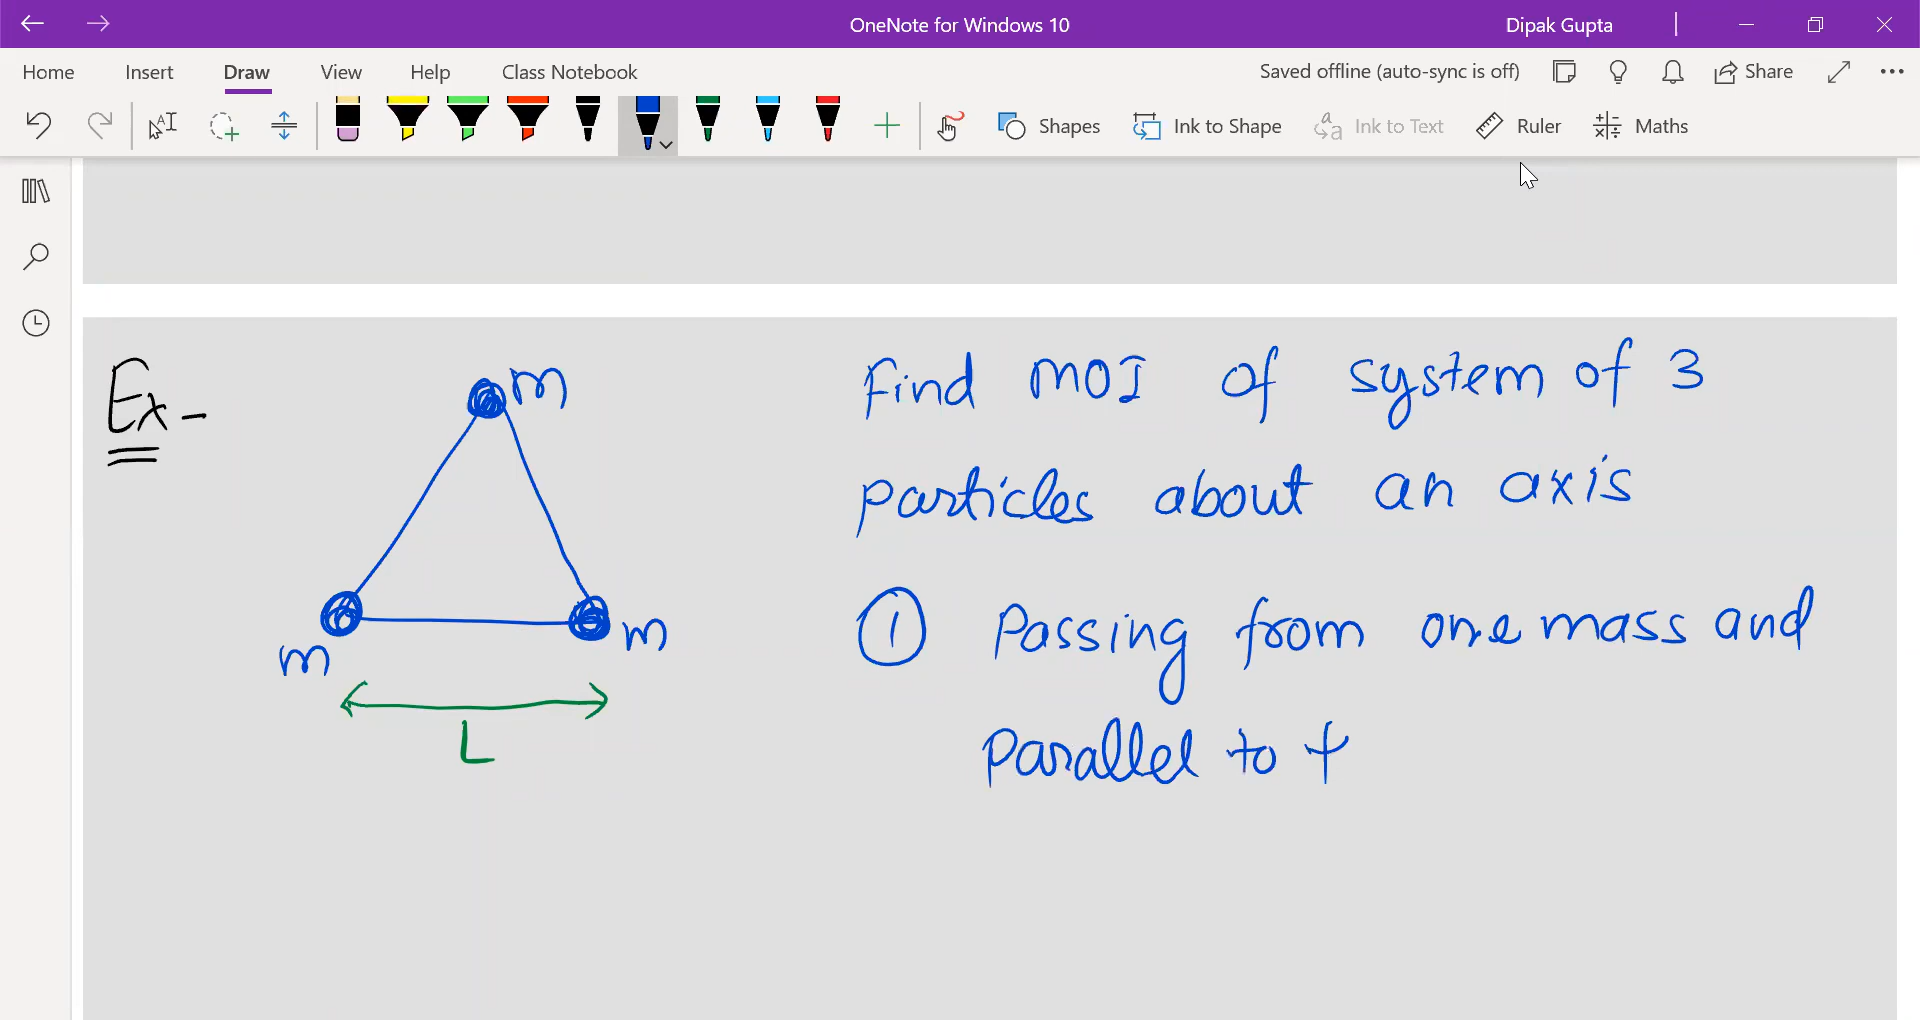 OneNote for Windows 10
Dipak Gupta
Home Insert Draw View Help Class Notebook
Saved offline (auto-sync is off) Share
Shapes Ink to Shape Ink to Text Ruler Maths
Ex-
m
m
m
L
Find MOI of system of 3
particles about an axis
① Passing from one mass and
parallel to t